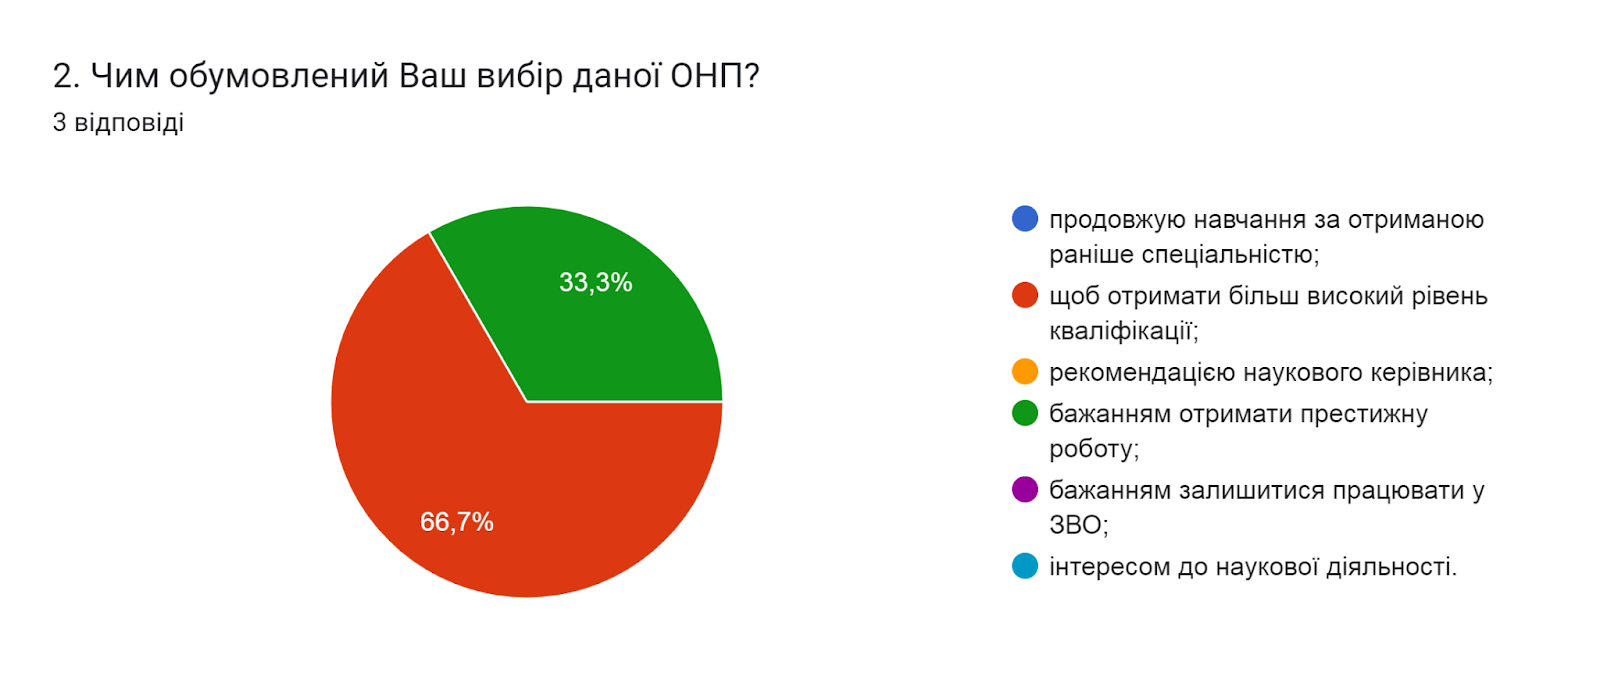 2. Чим обумовлений Ваш вибір даної ОНП?
3 відповіді
33,3%
66,7%
продовжую навчання за отриманою
раніше спеціальністю;
щоб отримати більш високий рівень
кваліфікації;
рекомендацією наукового керівника;
бажанням отримати престижну
роботу;
бажанням залишитися працювати у
ЗВО;
інтересом до наукової діяльності.